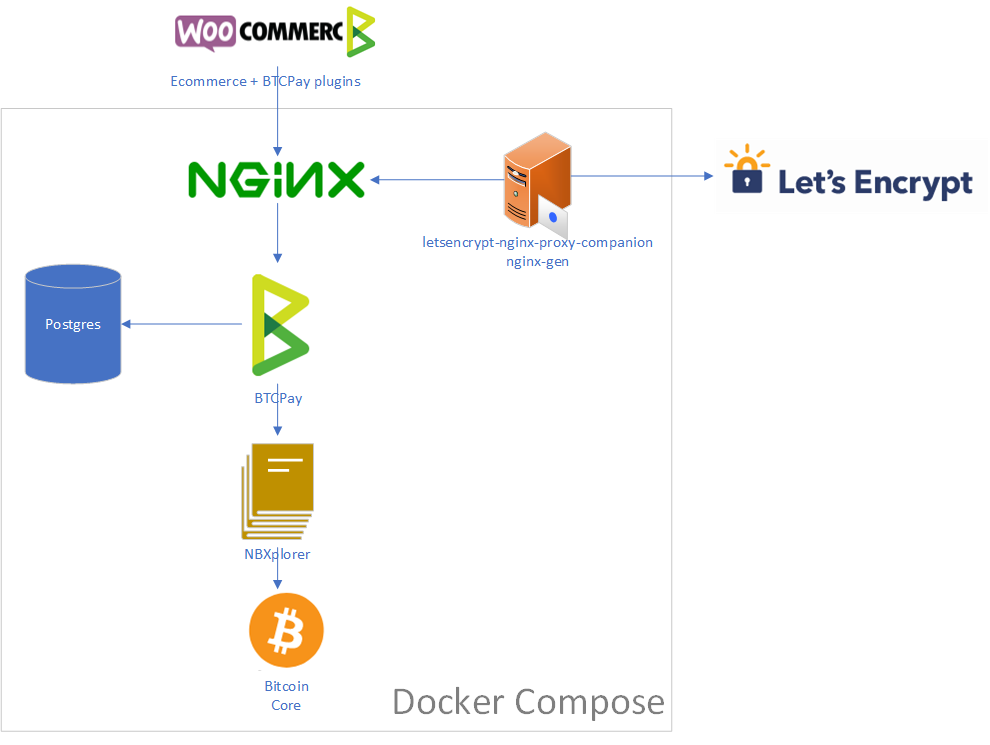 WOO COMMERC
Ecommerce + BTCPay plugins
NGINX
Let's Encrypt
letsencrypt-nginx-proxy-companion
nginx-gen
Postgres
BTCPay
NBXplorer
Bitcoin
Core
Docker Compose